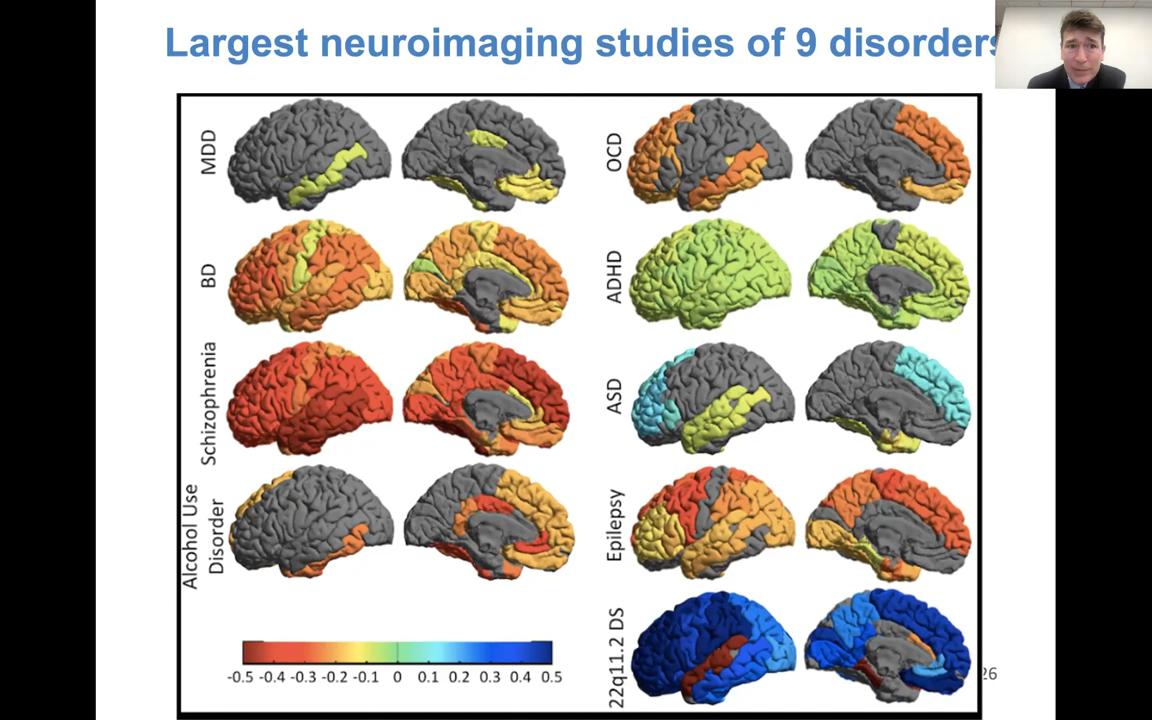 Largest neuroimaging studies of 9 disorders
MDD
BD
Schizophrenia
Alcohol Use
Disorder
-0.5 -0.4 -0.3 -0.2 -0.1 0 0.1 0.2 0.3 0.4 0.5
OCD
ADHD
ASD
Epilepsy
22q11.2 DS
26